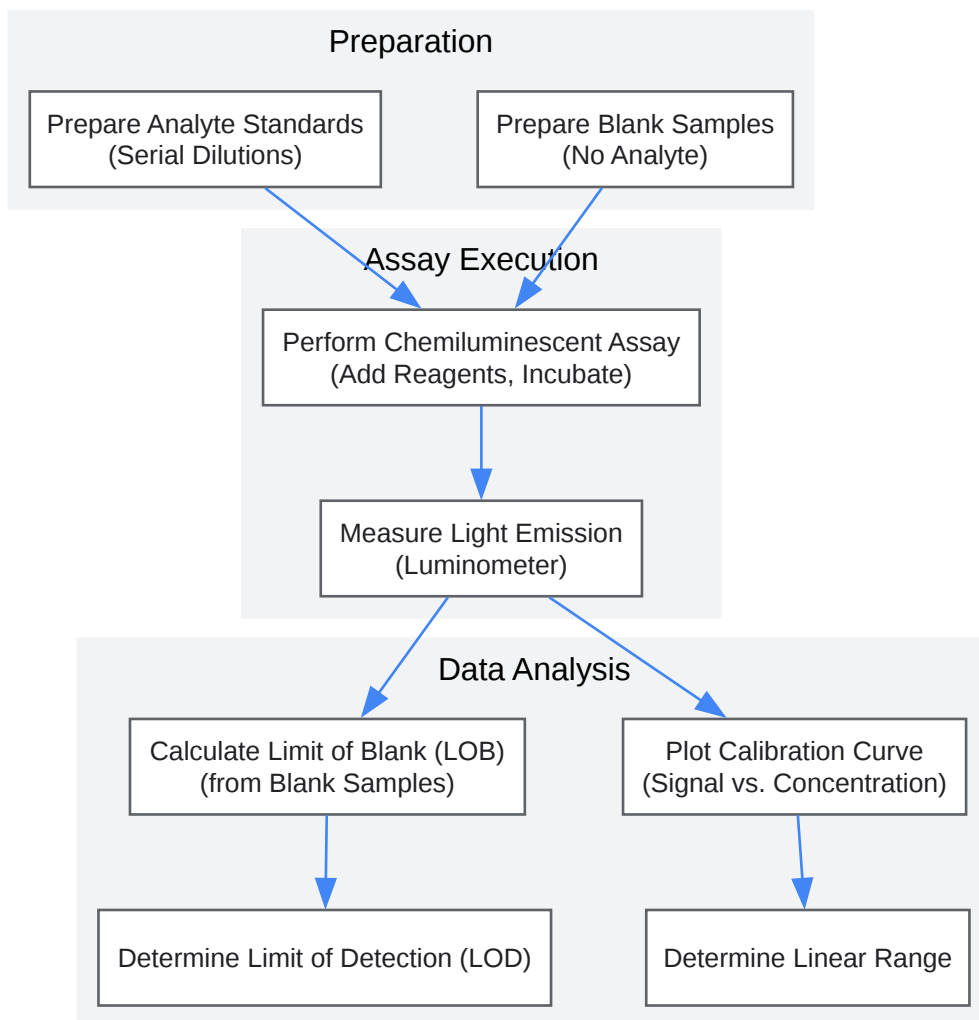 Preparation
Prepare Analyte Standards
(Serial Dilutions)
Prepare Blank Samples
(No Analyte)
Assay Execution
Perform Chemiluminescent Assay
(Add Reagents, Incubate)
Measure Light Emission
(Luminometer)
Data Analysis
Calculate Limit of Blank (LOB)
(from Blank Samples)
Plot Calibration Curve
(Signal vs. Concentration)
Determine Limit of Detection (LOD)
Determine Linear Range